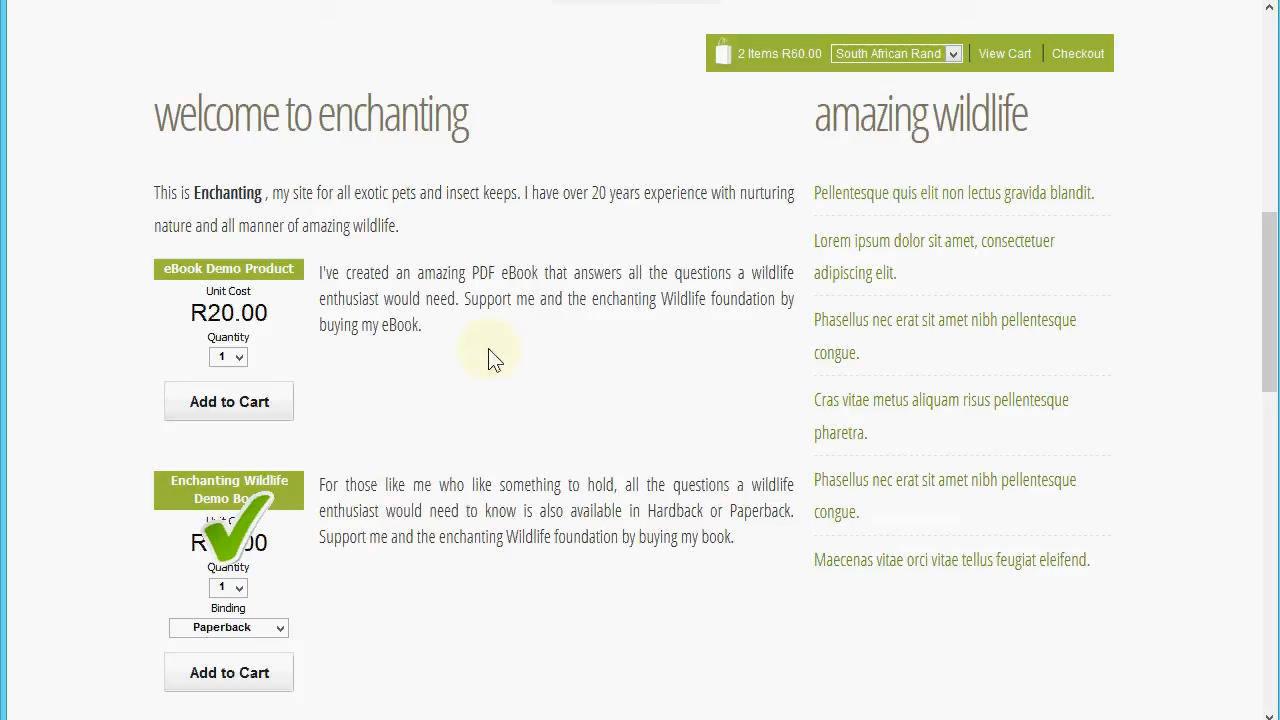 2 Items R60.00 South African Rand View Cart Checkout
welcome to enchanting
This is Enchanting , my site for all exotic pets and insect keeps. I have over 20 years experience with nurturing
nature and all manner of amazing wildlife.
eBook Demo Product
Unit Cost
R20.00
Quantity
1
Add to Cart
I've created an amazing PDF eBook that answers all the questions a wildlife
enthusiast would need. Support me and the enchanting Wildlife foundation by
buying my eBook.
Enchanting Wildlife
Demo
Quantity
1
Binding
Paperback
Add to Cart
For those like me who like something to hold, all the questions a wildlife
enthusiast would need to know is also available in Hardback or Paperback.
Support me and the enchanting Wildlife foundation by buying my book.
amazing wildlife
Pellentesque quis elit non lectus gravida blandit.
Lorem ipsum dolor sit amet, consectetuer
adipiscing elit.
Phasellus nec erat sit amet nibh pellentesque
congue.
Cras vitae metus aliquam risus pellentesque
pharetra.
Phasellus nec erat sit amet nibh pellentesque
congue.
Maecenas vitae orci vitae tellus feugiat eleifend.